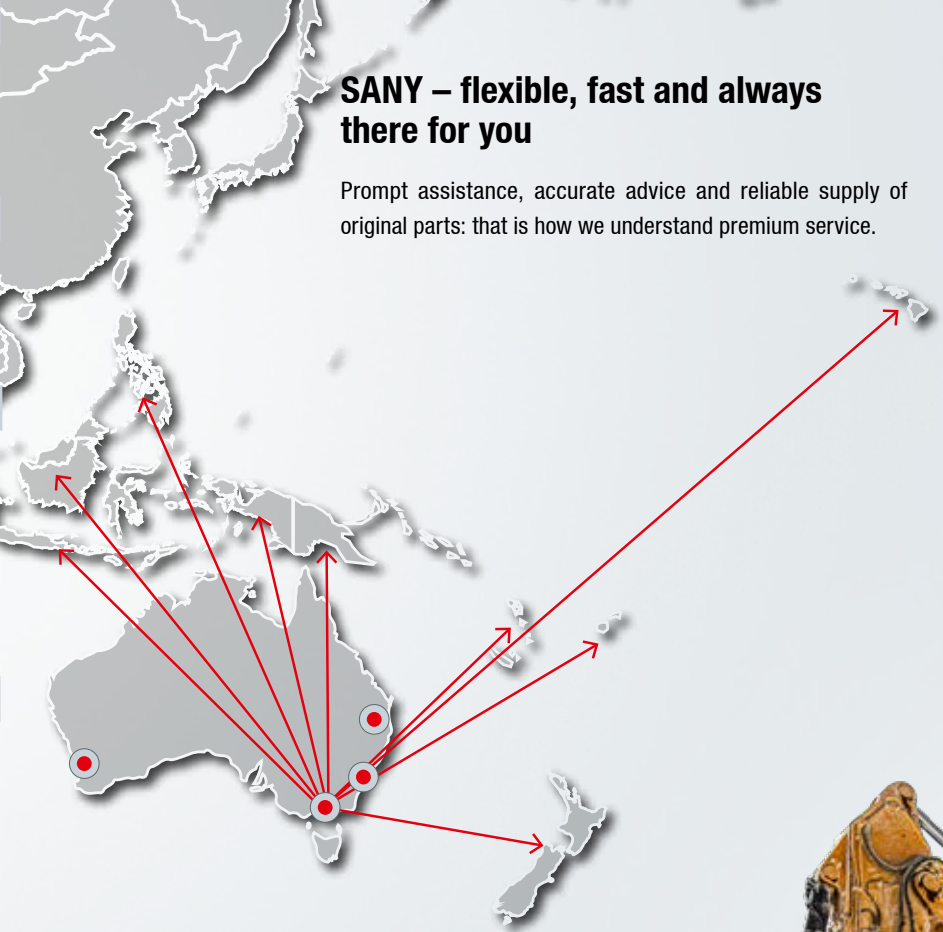 SANY – flexible, fast and always
there for you
Prompt assistance, accurate advice and reliable supply of
original parts: that is how we understand premium service.